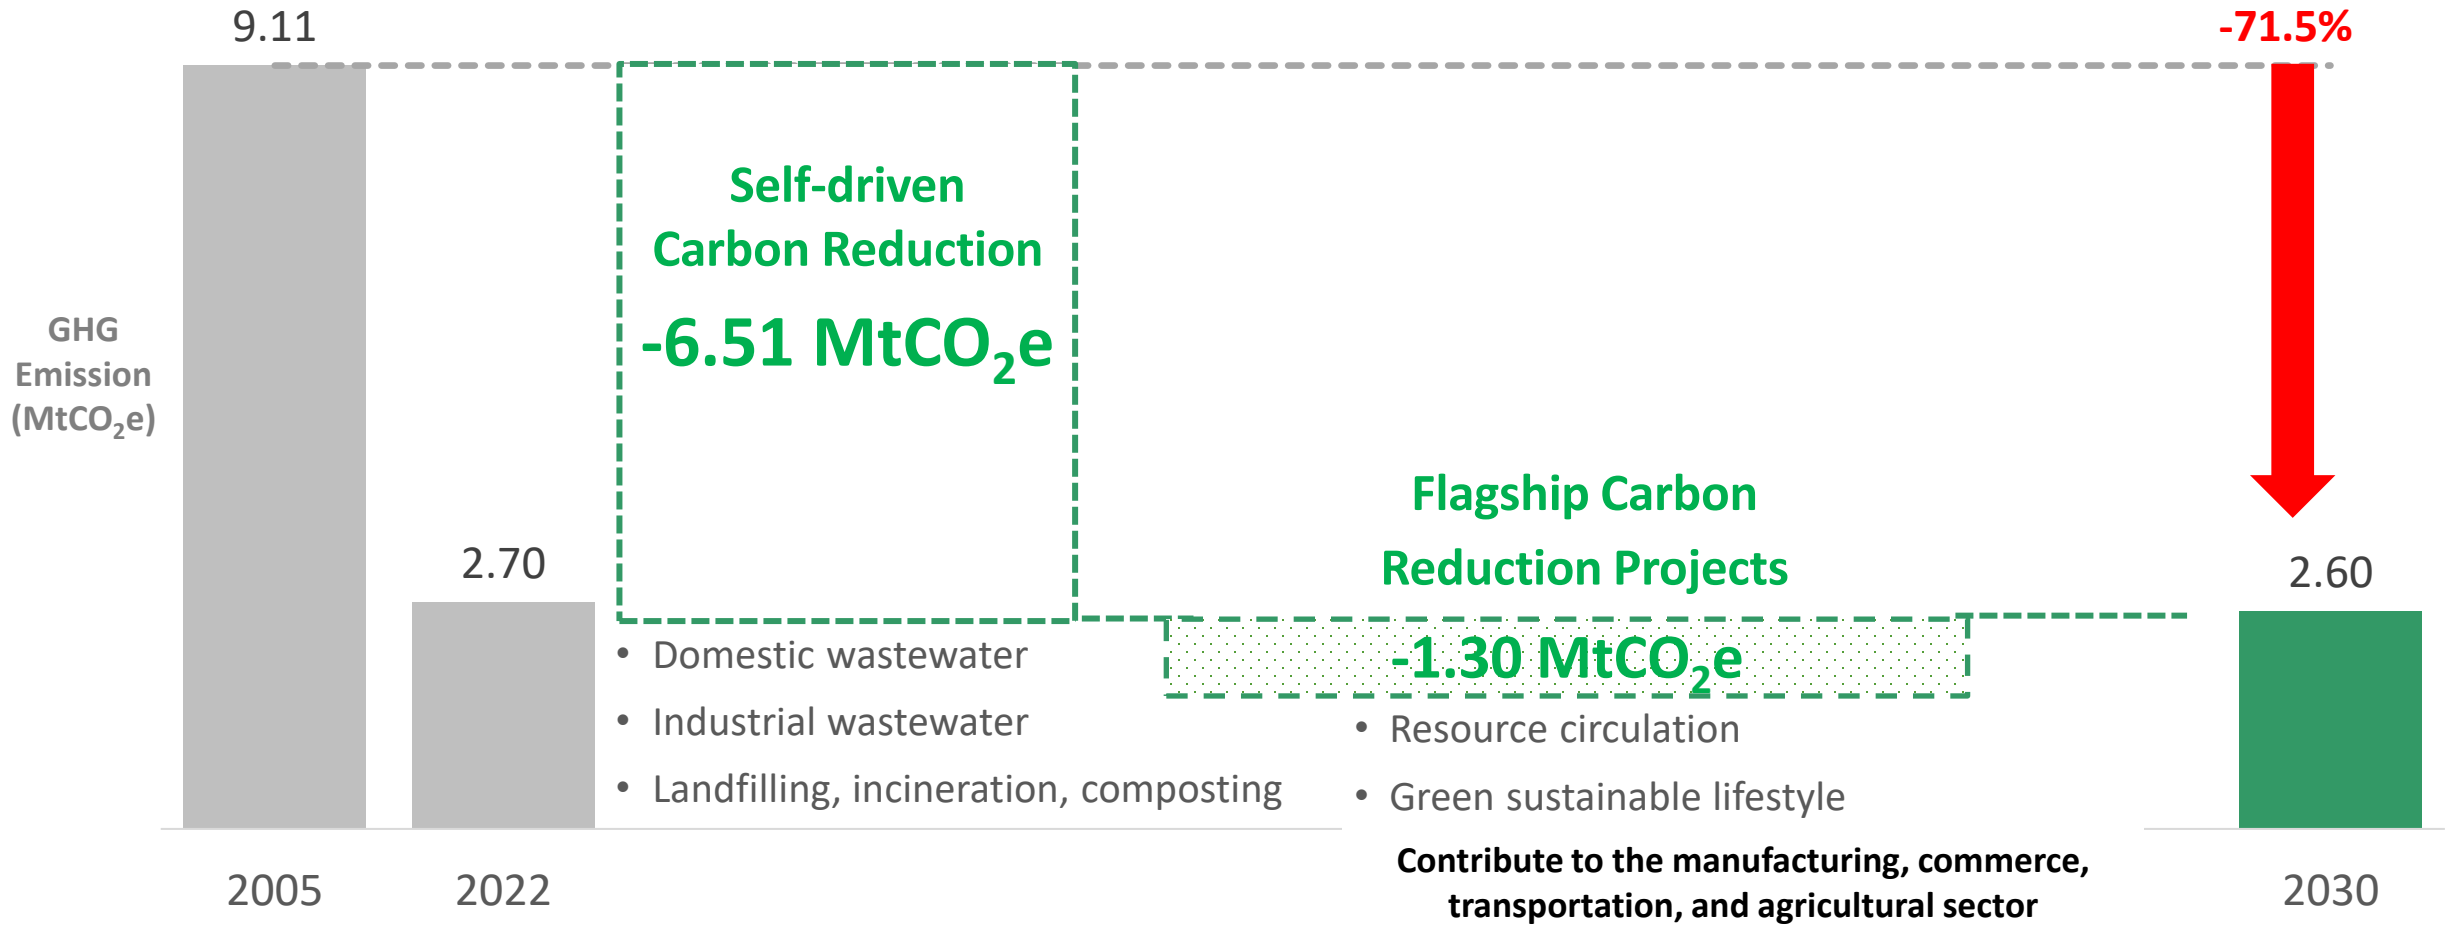 9.11
-71.5%
Self-driven
Carbon Reduction
-6.51 MtCO₂e
GHG
Emission
(MtCO₂e)
2.70
Flagship Carbon
Reduction Projects
-1.30 MtCO₂e
2.60
• Domestic wastewater
• Industrial wastewater
• Landfilling, incineration, composting
• Resource circulation
• Green sustainable lifestyle
Contribute to the manufacturing, commerce,
transportation, and agricultural sector
2005
2022
2030